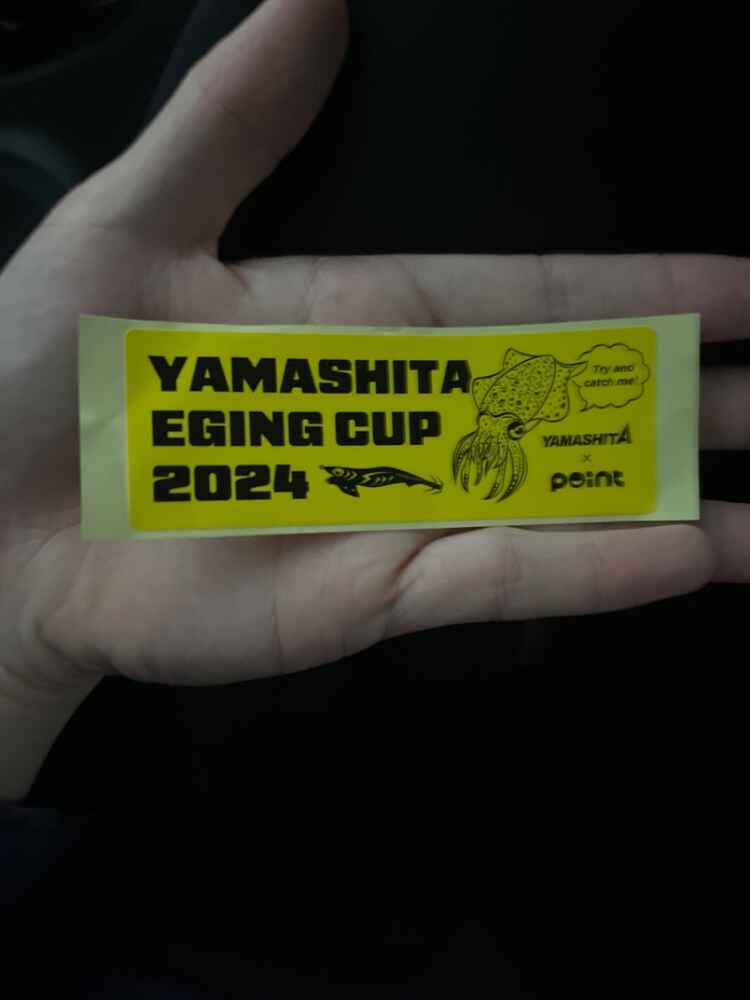 YAMASHITA
EGING CUP
2024
Try and
catch me!
YAMASHITA
×
point